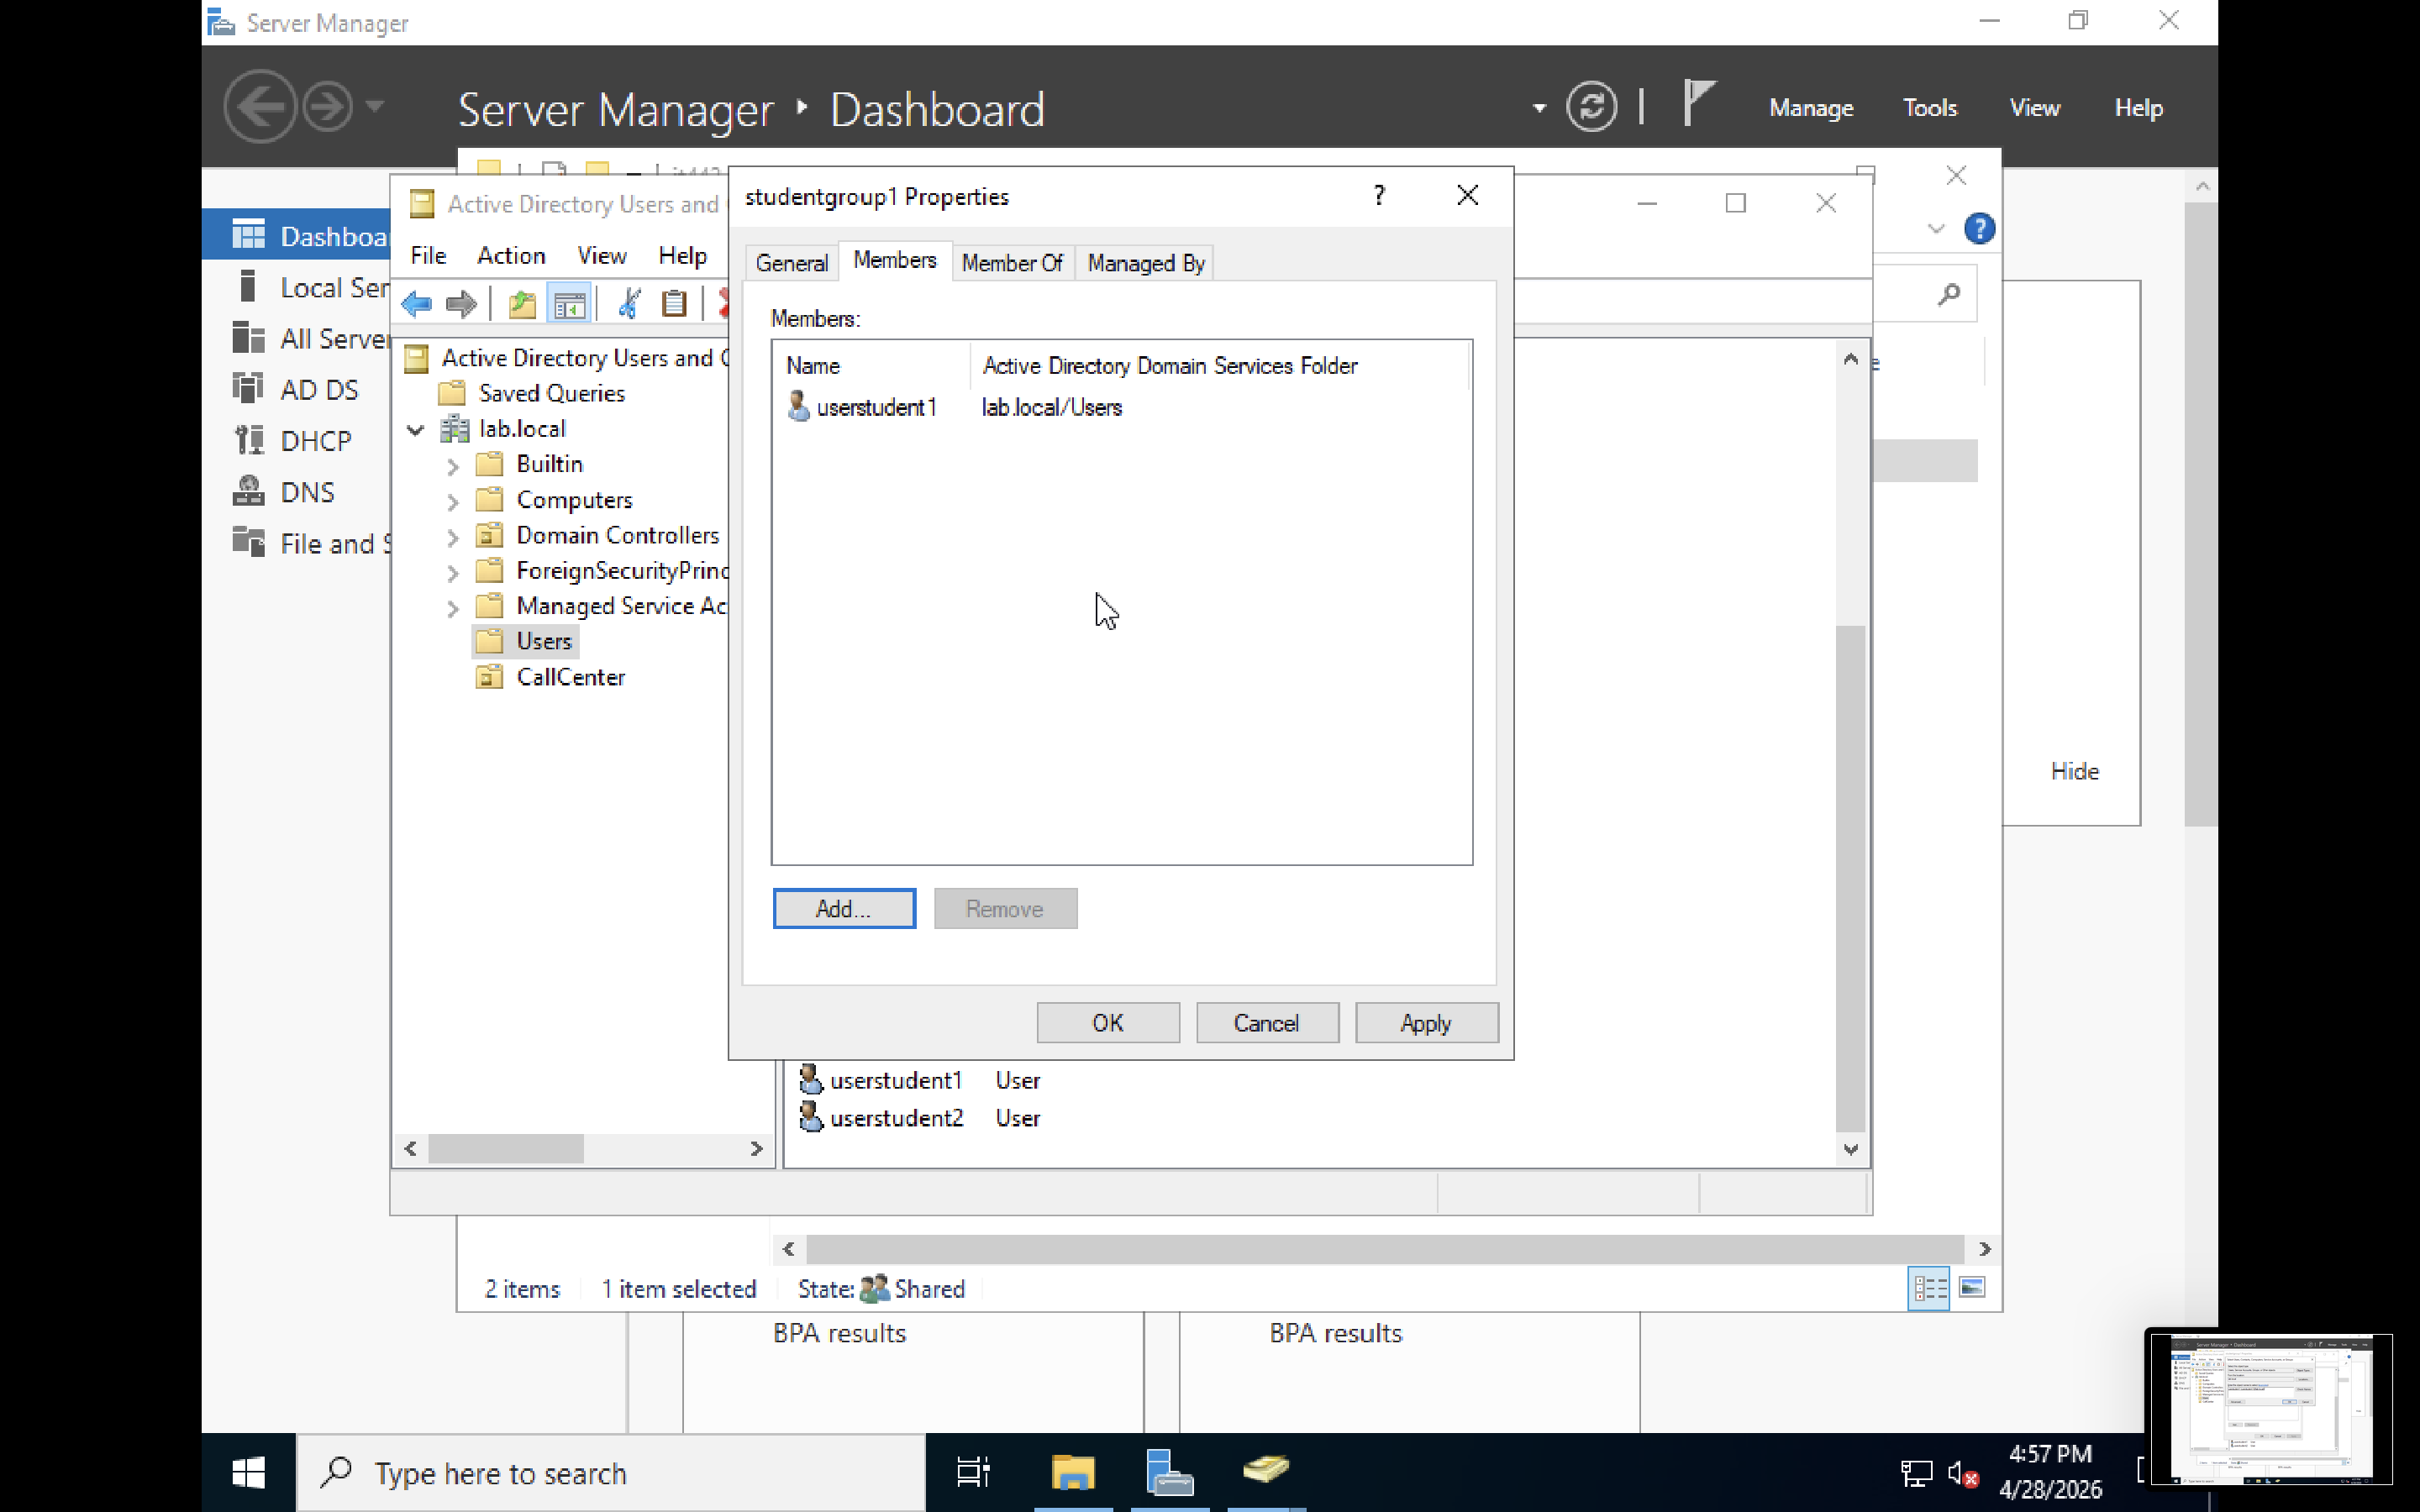 Server Manager
Server Manager ‣ Dashboard
Manage Tools View Help
Active Directory Users and
studentgroup1 Properties
?
File Action View Help
General Members Member Of Managed By
Dashboa
Local Ser
All Serve
AD DS
DHCP
DNS
File and S
Active Directory Users and C
Saved Queries
lab.local
Builtin
Computers
Domain Controllers
ForeignSecurityPrinc
Managed Service Ac
Users
CallCenter
Members:
Name Active Directory Domain Services Folder
userstudent1 lab.local/Users
Add... Remove
OK Cancel Apply
Hide
userstudent1 User
userstudent2 User
2 items 1 item selected State: Shared
BPA results BPA results
Type here to search
4:57 PM
4/28/2026